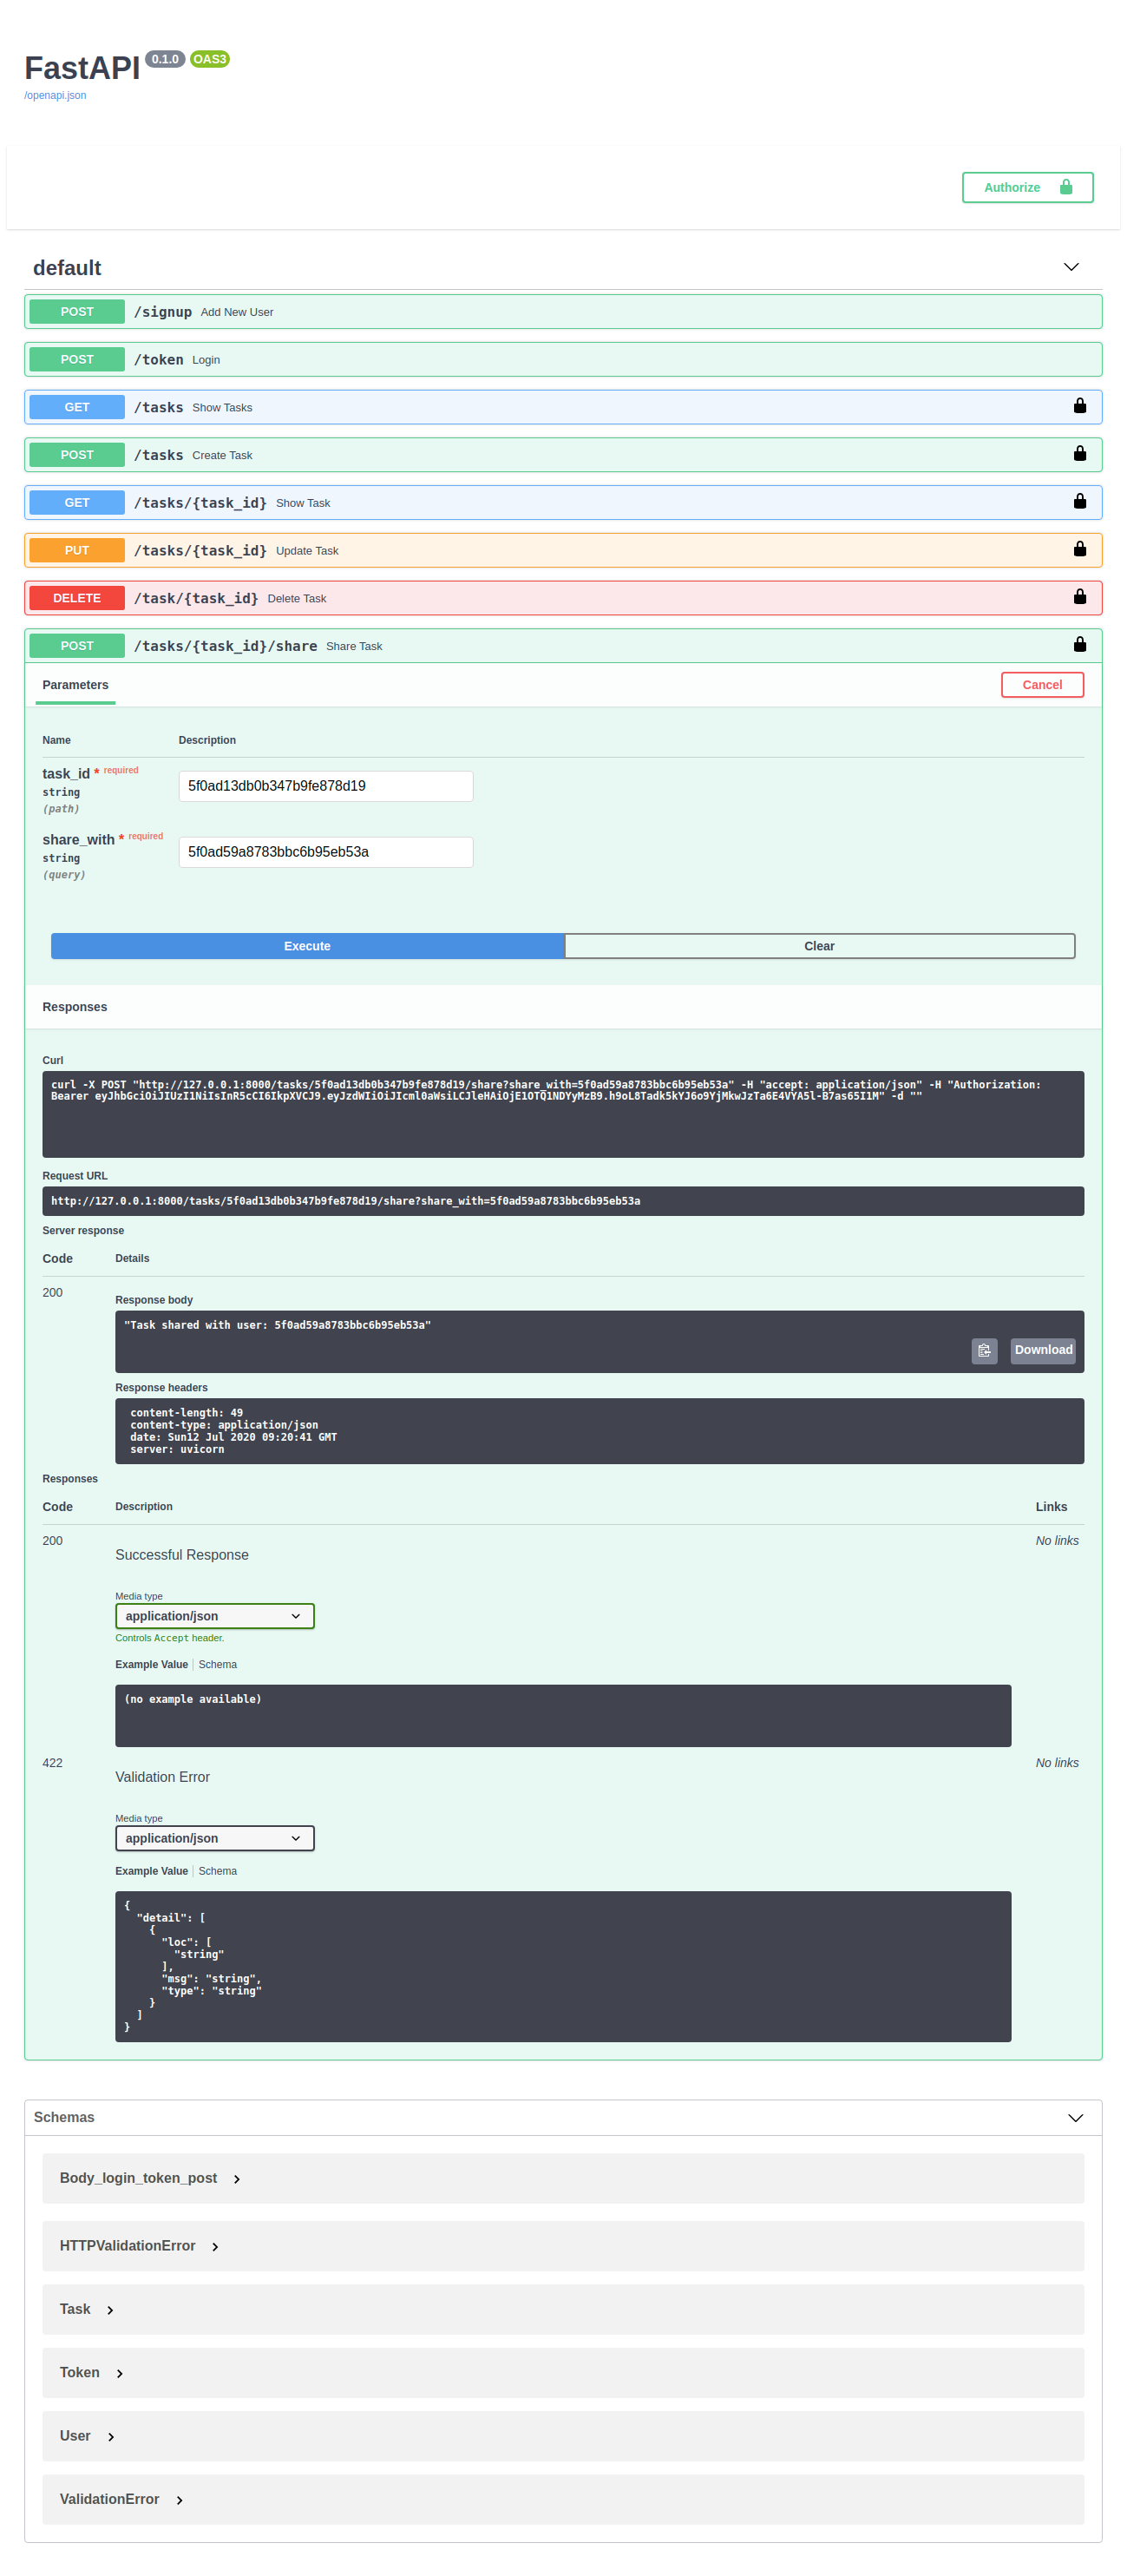 FastAPI 0.1.0 OAS3
/openapi.json
Authorize
default
POST /signup Add New User
POST /token Login
GET /tasks Show Tasks
POST /tasks Create Task
GET /tasks/{task_id} Show Task
PUT /tasks/{task_id} Update Task
DELETE /task/{task_id} Delete Task
POST /tasks/{task_id}/share Share Task
Parameters Cancel
Name Description
task_id * required
string
(path)
5f0ad13db0b347b9fe878d19
share_with * required
string
(query)
5f0ad59a8783bbc6b95eb53a
Execute Clear
Responses
Curl
curl -X POST "http://127.0.0.1:8000/tasks/5f0ad13db0b347b9fe878d19/share?share_with=5f0ad59a8783bbc6b95eb53a" -H "accept: application/json" -H "Authorization:
Bearer eyJhbGciOiJIUzI1NiIsInR5cCI6IkpXVCJ9.eyJzdWIiOiJIcml0aWsiLCJleHAiOjE1OTQ1NDYyMzB9.h9oL8Tadk5kYJ6o9YjMkwJzTa6E4VYA5l-B7as65I1M" -d ""
Request URL
http://127.0.0.1:8000/tasks/5f0ad13db0b347b9fe878d19/share?share_with=5f0ad59a8783bbc6b95eb53a
Server response
Code Details
200
Response body
"Task shared with user: 5f0ad59a8783bbc6b95eb53a"
Download
Response headers
content-length: 49
content-type: application/json
date: Sun12 Jul 2020 09:20:41 GMT
server: uvicorn
Responses
Code Description Links
200 No links
Successful Response
Media type
application/json
Controls Accept header.
Example Value Schema
(no example available)
422 No links
Validation Error
Media type
application/json
Example Value Schema
{
"detail": [
{
"loc": [
"string"
],
"msg": "string",
"type": "string"
}
]
}
Schemas
Body_login_token_post
HTTPValidationError
Task
Token
User
ValidationError